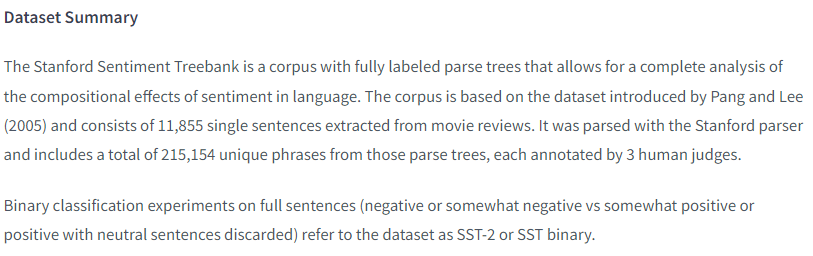 Dataset Summary
The Stanford Sentiment Treebank is a corpus with fully labeled parse trees that allows for a complete analysis of
the compositional effects of sentiment in language. The corpus is based on the dataset introduced by Pang and Lee
(2005) and consists of 11,855 single sentences extracted from movie reviews. It was parsed with the Stanford parser
and includes a total of 215,154 unique phrases from those parse trees, each annotated by 3 human judges.
Binary classification experiments on full sentences (negative or somewhat negative vs somewhat positive or
positive with neutral sentences discarded) refer to the dataset as SST-2 or SST binary.